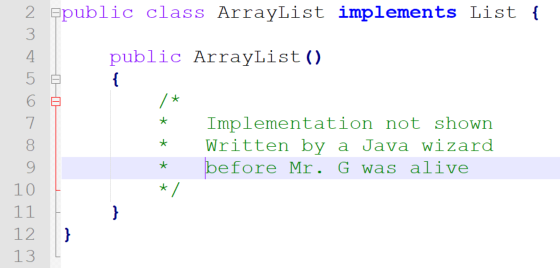 2 public class ArrayList implements List {
3
4 public ArrayList()
5 {
6 /*
7 * Implementation not shown
8 * Written by a Java wizard
9 * before Mr. G was alive
10 */
11 }
12 }
13